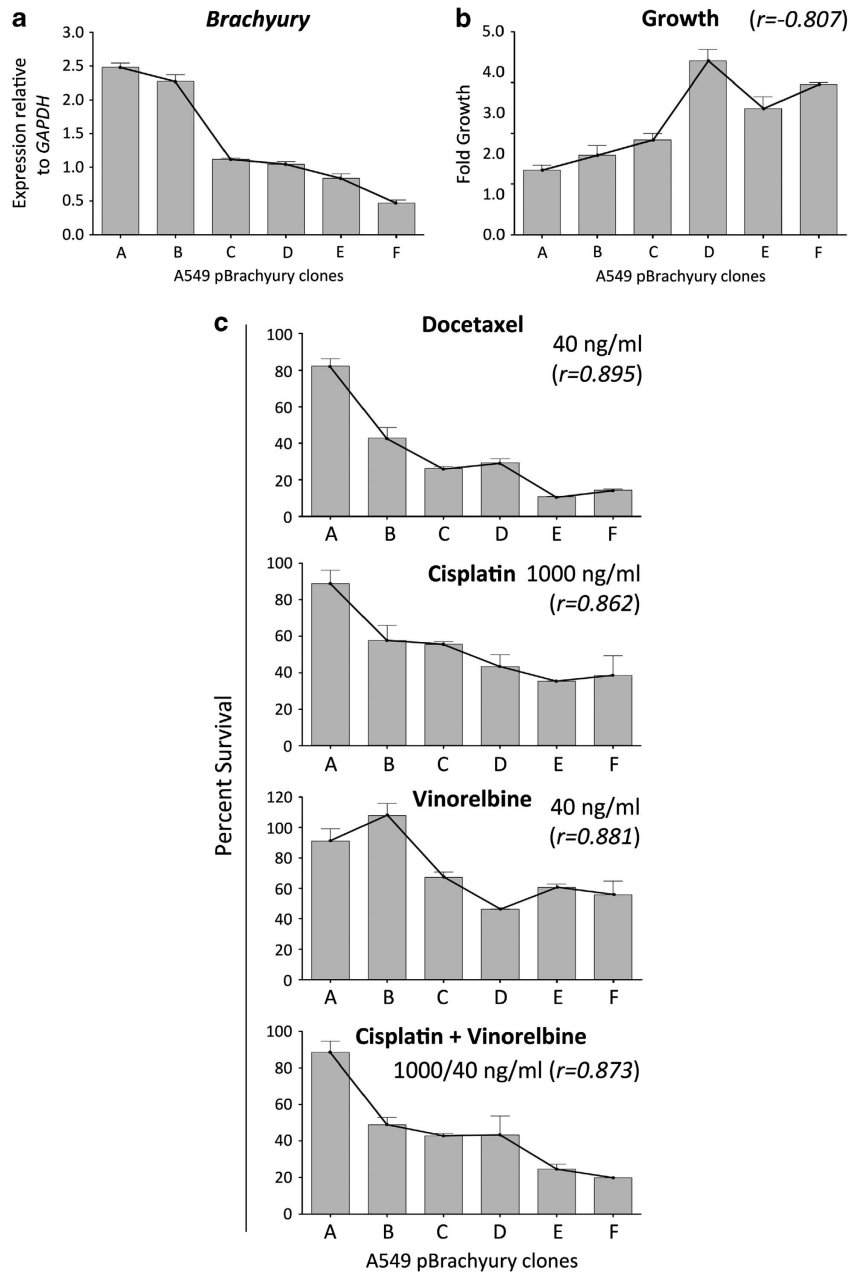 a
Brachyury
Expression relative
to GAPDH
3.0
2.5
2.0
1.5
1.0
0.5
0.0
A B C D E F
A549 pBrachyury clones
b
Growth (r=-0.807)
Fold Growth
5.0
4.0
3.0
2.0
1.0
0.0
A B C D E F
A549 pBrachyury clones
c
Percent Survival
Docetaxel
40 ng/ml
(r=0.895)
100
80
60
40
20
0
A B C D E F
Cisplatin 1000 ng/ml
(r=0.862)
100
80
60
40
20
0
A B C D E F
Vinorelbine
40 ng/ml
(r=0.881)
120
100
80
60
40
20
0
A B C D E F
Cisplatin + Vinorelbine
1000/40 ng/ml (r=0.873)
100
80
60
40
20
0
A B C D E F
A549 pBrachyury clones